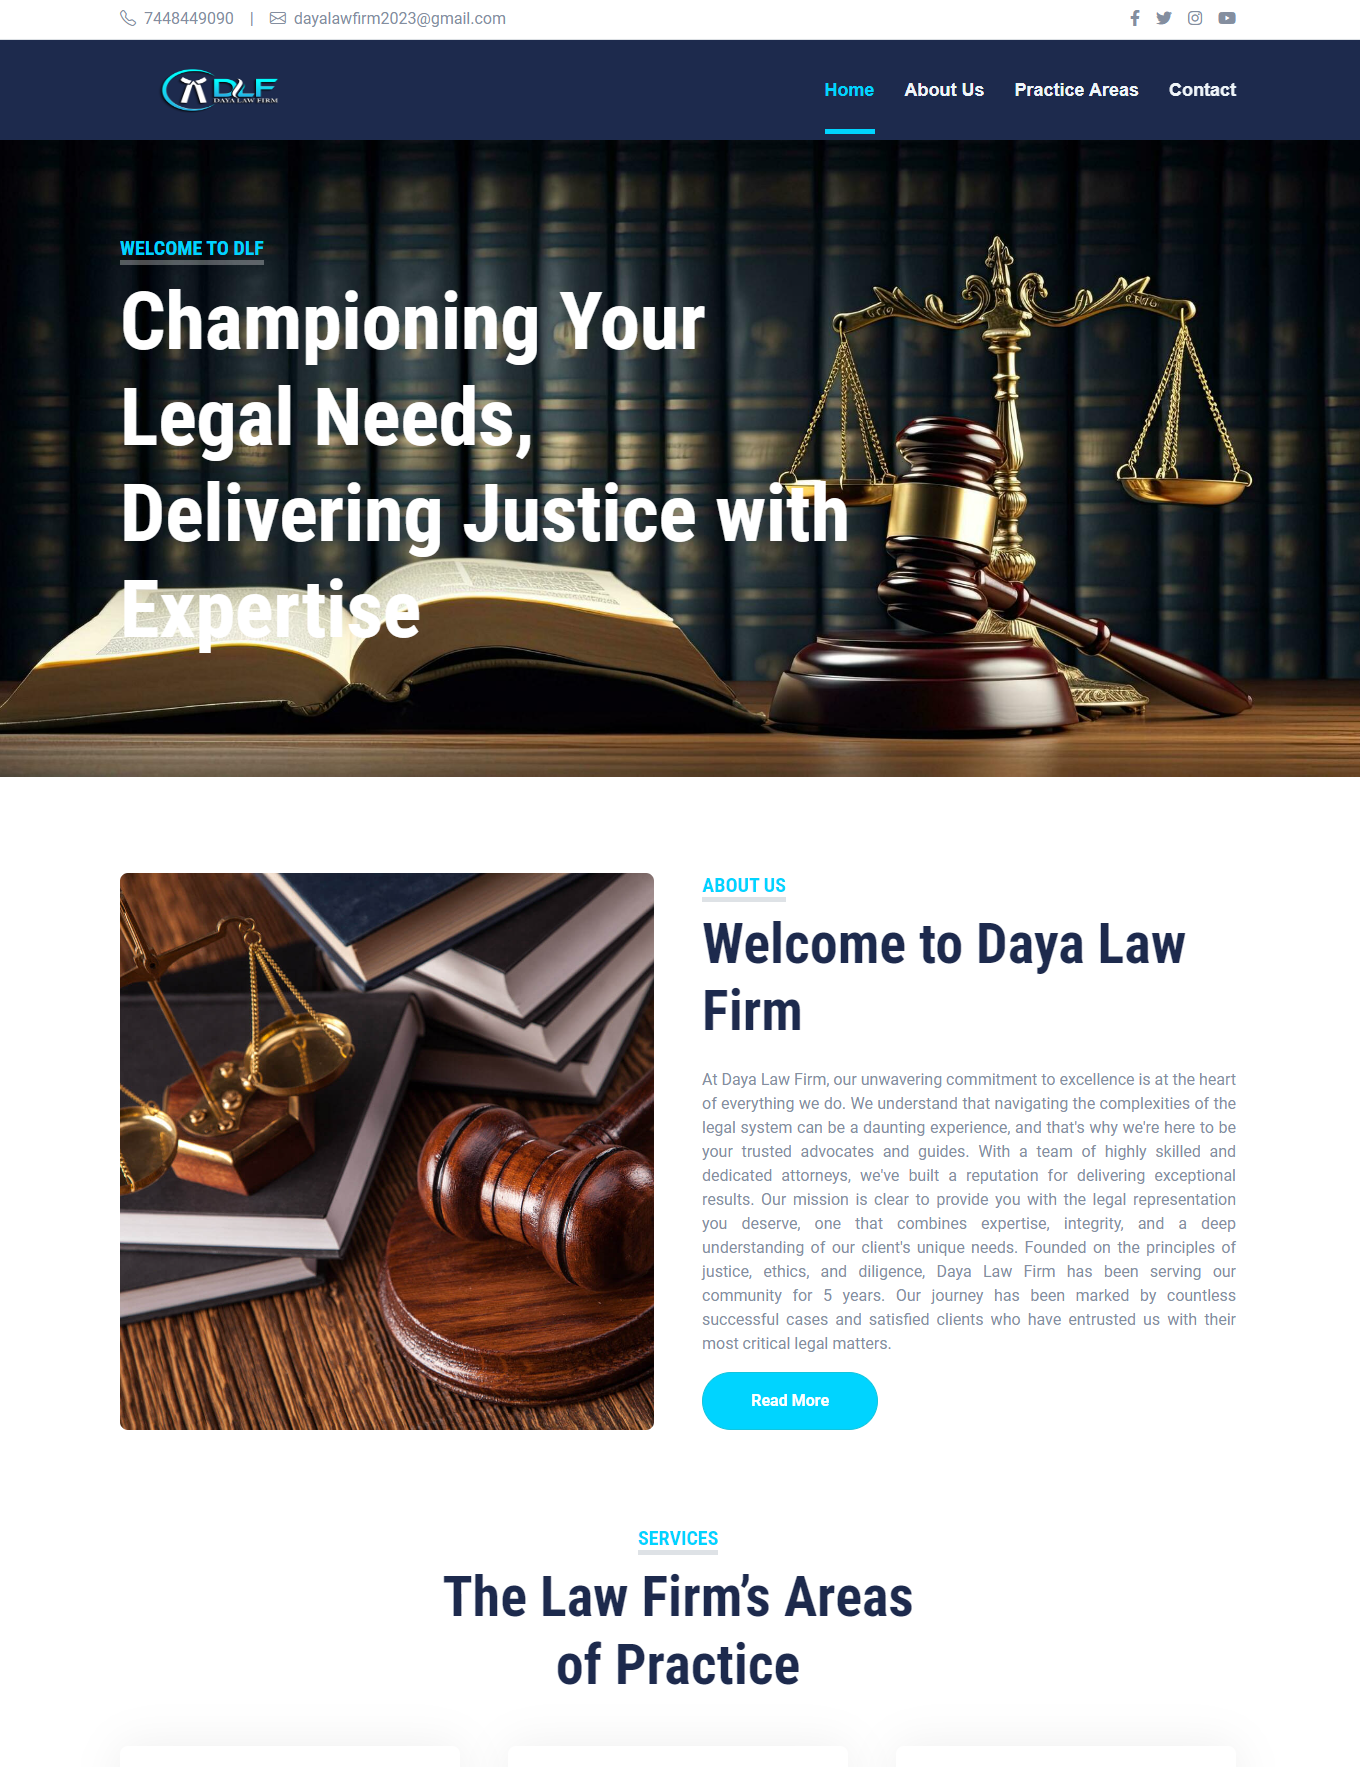 7448449090 | dayalawfirm2023@gmail.com
DLF
DAYA LAW FIRM
Home About Us Practice Areas Contact
WELCOME TO DLF
Championing Your
Legal Needs,
Delivering Justice with
Expertise
ABOUT US
Welcome to Daya Law
Firm
At Daya Law Firm, our unwavering commitment to excellence is at the heart
of everything we do. We understand that navigating the complexities of the
legal system can be a daunting experience, and that's why we're here to be
your trusted advocates and guides. With a team of highly skilled and
dedicated attorneys, we've built a reputation for delivering exceptional
results. Our mission is clear to provide you with the legal representation
you deserve, one that combines expertise, integrity, and a deep
understanding of our client's unique needs. Founded on the principles of
justice, ethics, and diligence, Daya Law Firm has been serving our
community for 5 years. Our journey has been marked by countless
successful cases and satisfied clients who have entrusted us with their
most critical legal matters.
Read More
SERVICES
The Law Firm’s Areas
of Practice